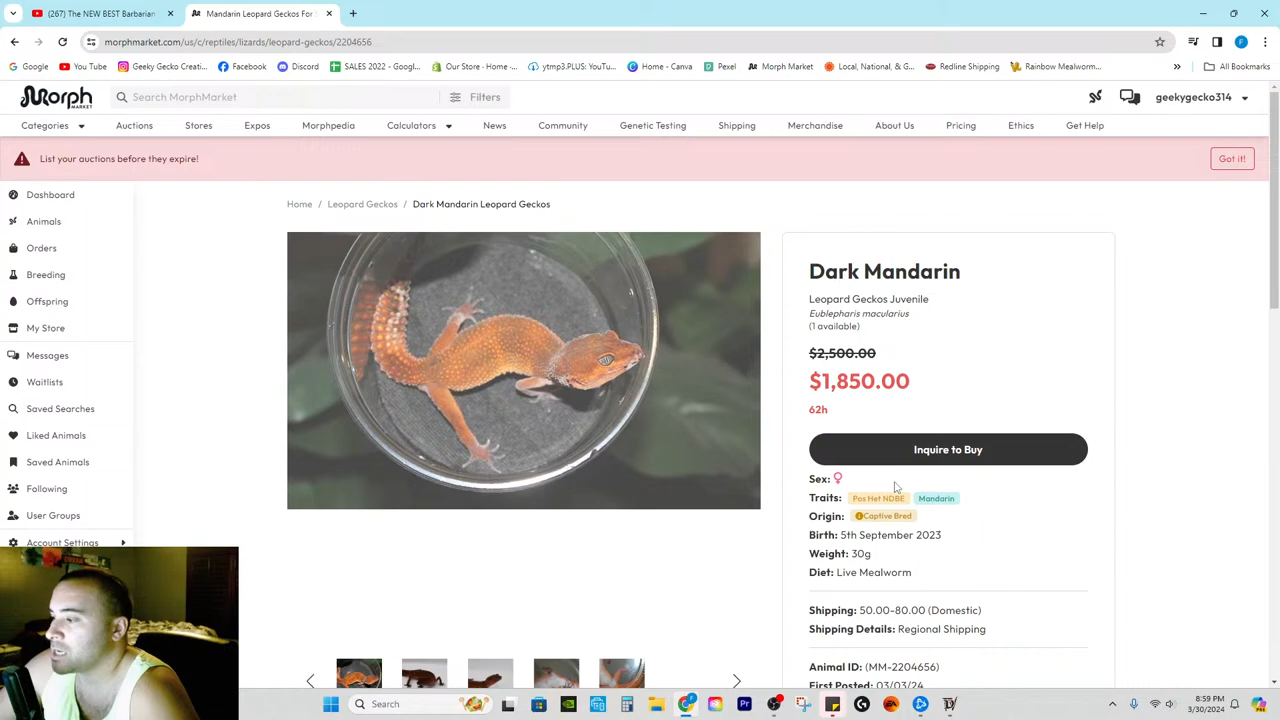 (267) The NEW BEST Barbarian
Mandarin Leopard Geckos For S
morphmarket.com/us/c/reptiles/lizards/leopard-geckos/2204656
Google
You Tube
Instagram Geeky Gecko Creati...
Facebook
Discord
SALES 2022 - Googl...
Our Store - Home -...
ytmp3.PLUS: YouTu...
Home - Canva
Pexel
Morph Market
Local, National, & G...
Redline Shipping
Rainbow Mealworm...
All Bookmarks
Morph MARKET
Search MorphMarket
Filters
geekygecko314
Categories
Auctions
Stores
Expos
Morphpedia
Calculators
News
Community
Genetic Testing
Shipping
Merchandise
About Us
Pricing
Ethics
Get Help
List your auctions before they expire!
Got it!
Dashboard
Animals
Orders
Breeding
Offspring
My Store
Messages
Waitlists
Saved Searches
Liked Animals
Saved Animals
Following
User Groups
Account Settings
Home / Leopard Geckos / Dark Mandarin Leopard Geckos
Dark Mandarin
Leopard Geckos Juvenile
Eublepharis macularius
(1 available)
$2,500.00
$1,850.00
62h
Inquire to Buy
Sex: ♀
Traits: Pos Het NDBE Mandarin
Origin: Captive Bred
Birth: 5th September 2023
Weight: 30g
Diet: Live Mealworm
Shipping: 50.00-80.00 (Domestic)
Shipping Details: Regional Shipping
Animal ID: (MM-2204656)
First Posted: 03/03/24
Search
8:59 PM
3/30/2024